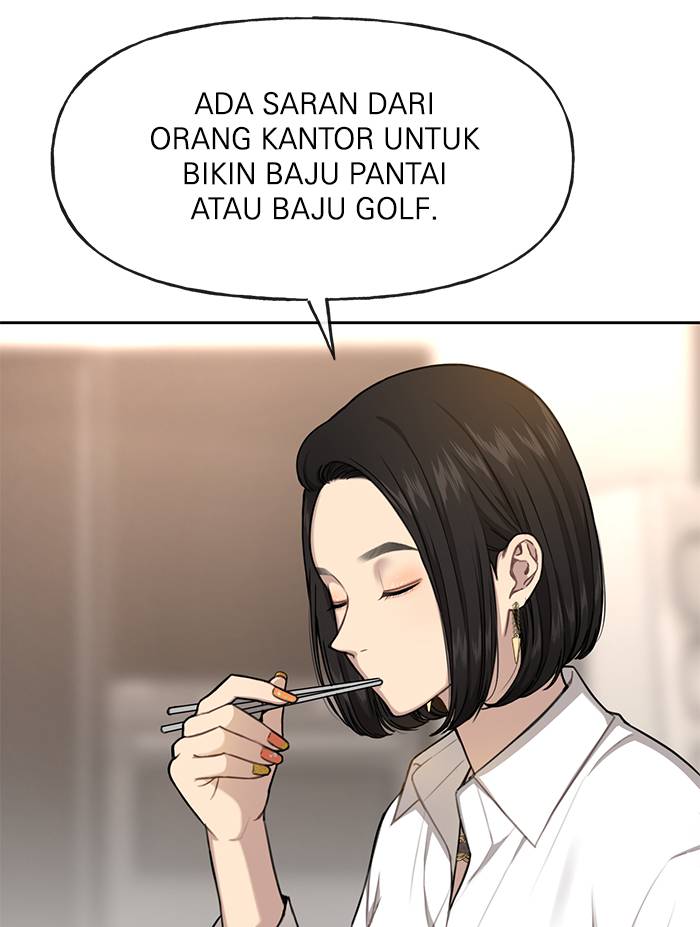 ADA SARAN DARI
ORANG KANTOR UNTUK
BIKIN BAJU PANTAI
ATAU BAJU GOLF.